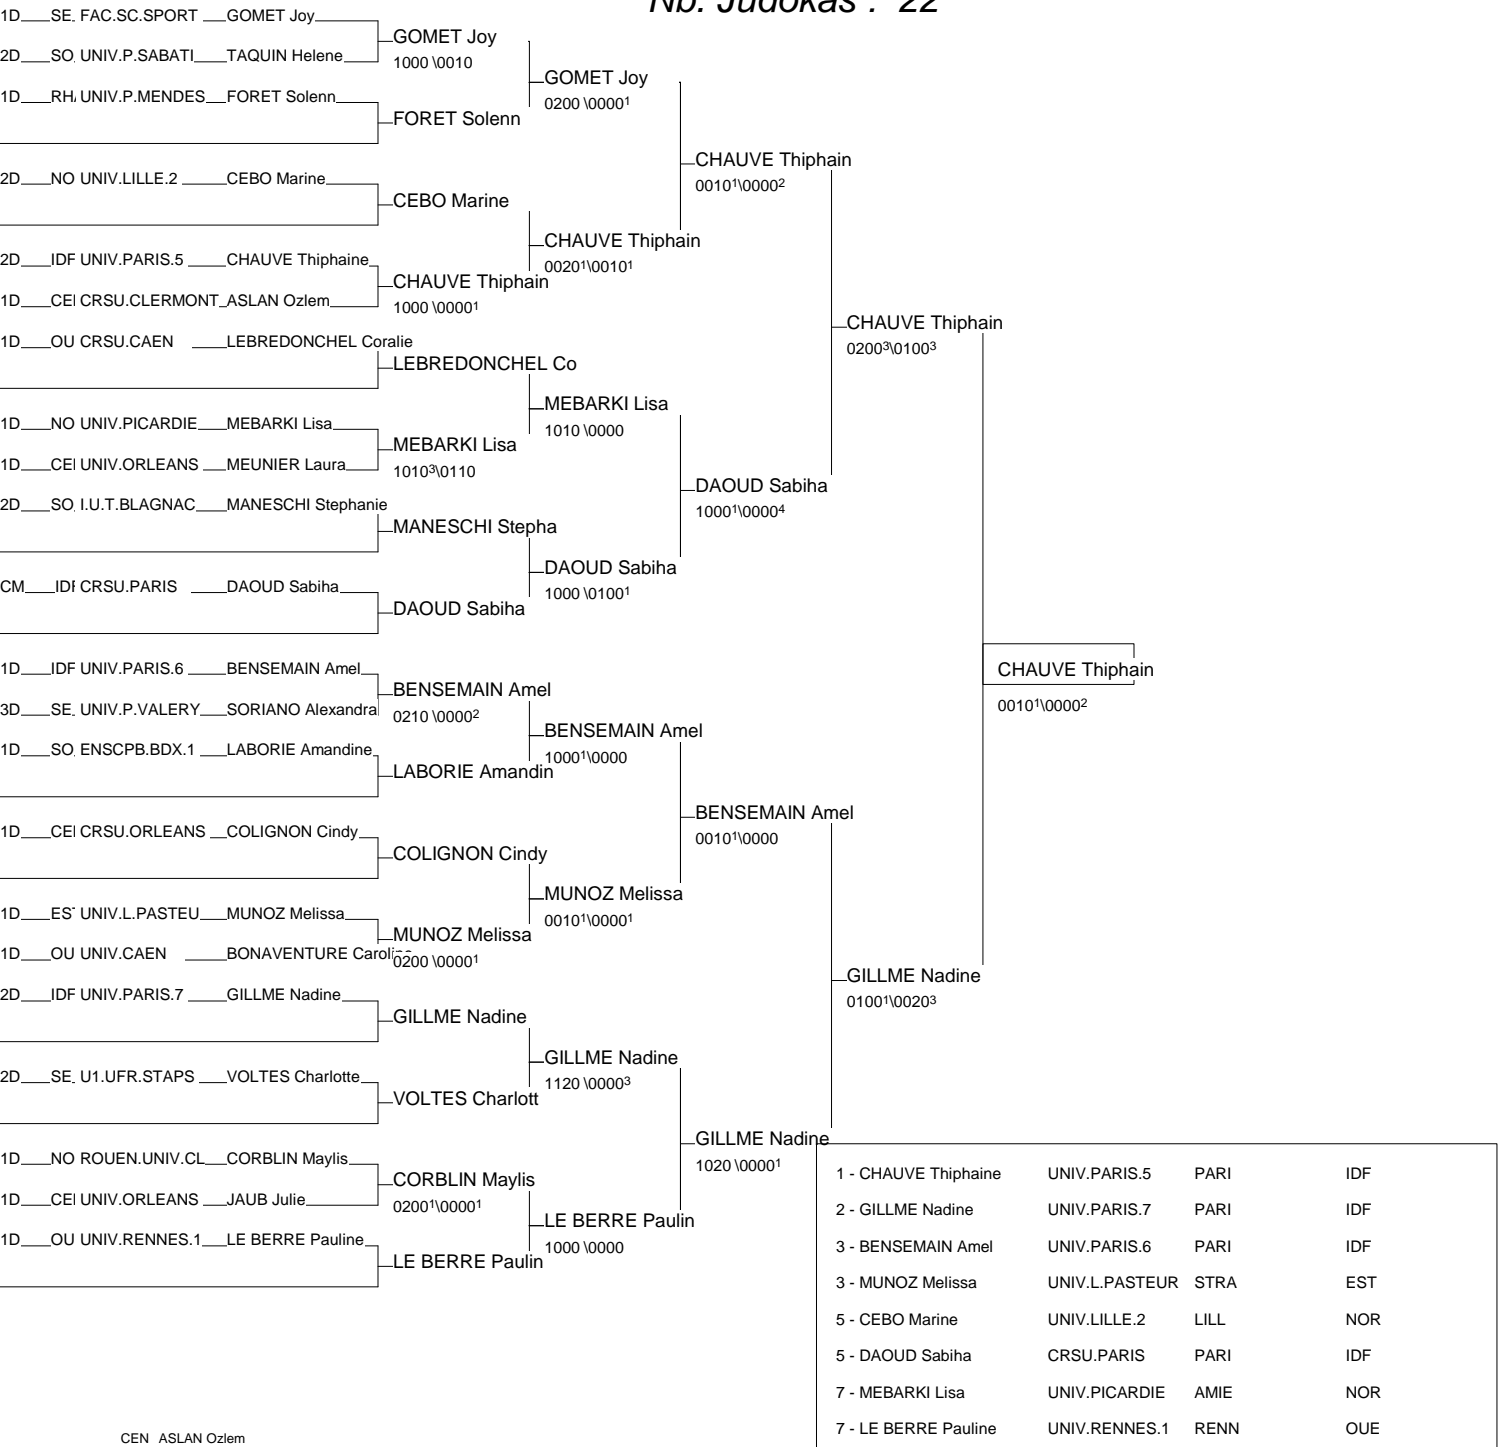 Nb. Judokas : 22
1D SE FAC.SC.SPORT GOMET Joy
GOMET Joy
2D SO UNIV.P.SABATI TAQUIN Helene
1000 \0010
GOMET Joy
1D RH UNIV.P.MENDES FORET Solenn
0200 \0000¹
FORET Solenn
CHAUVE Thiphain
2D NO UNIV.LILLE.2 CEBO Marine
0010¹\0000²
CEBO Marine
CHAUVE Thiphain
2D IDF UNIV.PARIS.5 CHAUVE Thiphaine
0020¹\0010¹
CHAUVE Thiphain
1D CEI CRSU.CLERMONT ASLAN Ozlem
1000 \0000¹
CHAUVE Thiphain
1D OU CRSU.CAEN LEBREDONCHEL Coralie
0200³\0100³
LEBREDONCHEL Co
MEBARKI Lisa
1D NO UNIV.PICARDIE MEBARKI Lisa
1010 \0000
MEBARKI Lisa
1D CEI UNIV.ORLEANS MEUNIER Laura
1010³\0110
DAOUD Sabiha
2D SO I.U.T.BLAGNAC MANESCHI Stephanie
1000¹\0000⁴
MANESCHI Stepha
DAOUD Sabiha
CM IDF CRSU.PARIS DAOUD Sabiha
1000 \0100¹
DAOUD Sabiha
1D IDF UNIV.PARIS.6 BENSEMAIN Amel
CHAUVE Thiphain
BENSEMAIN Amel
3D SE UNIV.P.VALERY SORIANO Alexandra
0010¹\0000²
0210 \0000²
BENSEMAIN Amel
1D SO ENSCPB.BDX.1 LABORIE Amandine
1000¹\0000
LABORIE Amandin
BENSEMAIN Amel
1D CEI CRSU.ORLEANS COLIGNON Cindy
0010¹\0000
COLIGNON Cindy
MUNOZ Melissa
1D ES UNIV.L.PASTEU MUNOZ Melissa
0010¹\0000¹
MUNOZ Melissa
1D OU UNIV.CAEN BONAVENTURE Caroline
0200 \0000¹
GILLME Nadine
2D IDF UNIV.PARIS.7 GILLME Nadine
0100¹\0020³
GILLME Nadine
GILLME Nadine
2D SE U1.UFR.STAPS VOLTES Charlotte
1120 \0000³
VOLTES Charlott
GILLME Nadine
1D NO ROUEN.UNIV.CL CORBLIN Maylis
1020 \0000¹
CORBLIN Maylis
1D CEI UNIV.ORLEANS JAUB Julie
0200¹\0000¹
LE BERRE Paulin
1D OU UNIV.RENNES.1 LE BERRE Pauline
1000 \0000
LE BERRE Paulin
1 - CHAUVE Thiphaine UNIV.PARIS.5 PARI IDF
2 - GILLME Nadine UNIV.PARIS.7 PARI IDF
3 - BENSEMAIN Amel UNIV.PARIS.6 PARI IDF
3 - MUNOZ Melissa UNIV.L.PASTEUR STRA EST
5 - CEBO Marine UNIV.LILLE.2 LILL NOR
5 - DAOUD Sabiha CRSU.PARIS PARI IDF
7 - MEBARKI Lisa UNIV.PICARDIE AMIE NOR
7 - LE BERRE Pauline UNIV.RENNES.1 RENN OUE
CEN ASLAN Ozlem